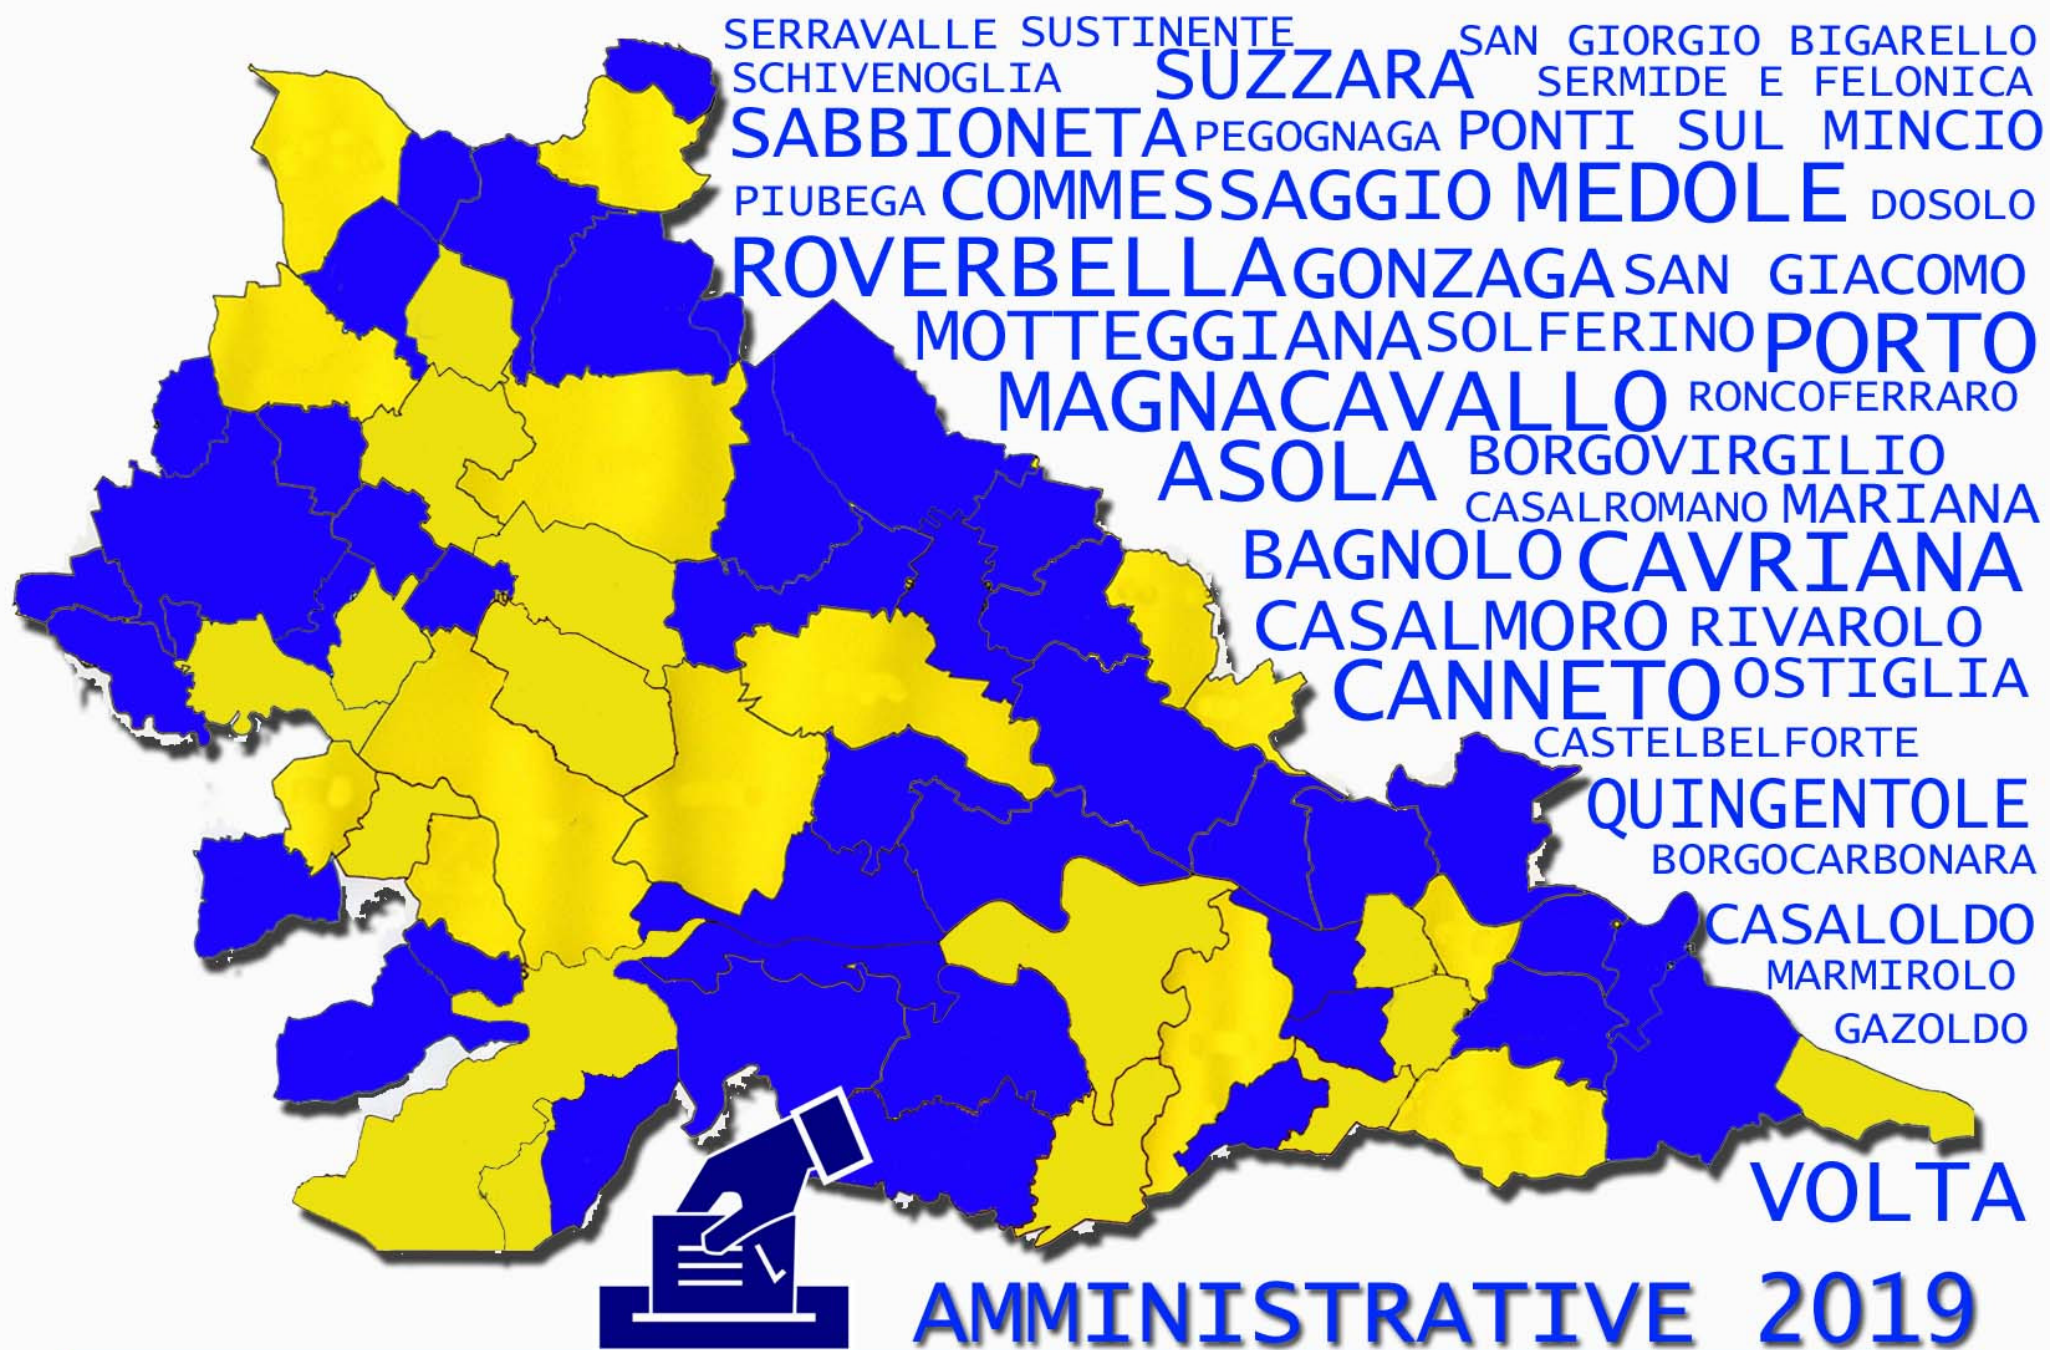 SERRAVALLE SUSTINENTE
SAN GIORGIO BIGARELLO
SCHIVENOGLIA SUZZARA SERMIDE E FELONICA
SABBIONETA PEGOGNAGA PONTI SUL MINCIO
PIUBEGA COMMESSAGGIO MEDOLE DOSOLO
ROVERBELLA GONZAGA SAN GIACOMO
MOTTEGGIANA SOLFERINO PORTO
MAGNACAVALLO RONCOFERRARO
ASOLA BORGOVIRGILIO
CASALROMANO MARIANA
BAGNOLO CAVRIANA
CASALMORO RIVAROLO
CANNETO OSTIGLIA
CASTELBELFORTE
QUINGENTOLE
BORGOCARBONARA
CASALOLDO
MARMIROLO
GAZOLDO
VOLTA
AMMINISTRATIVE 2019